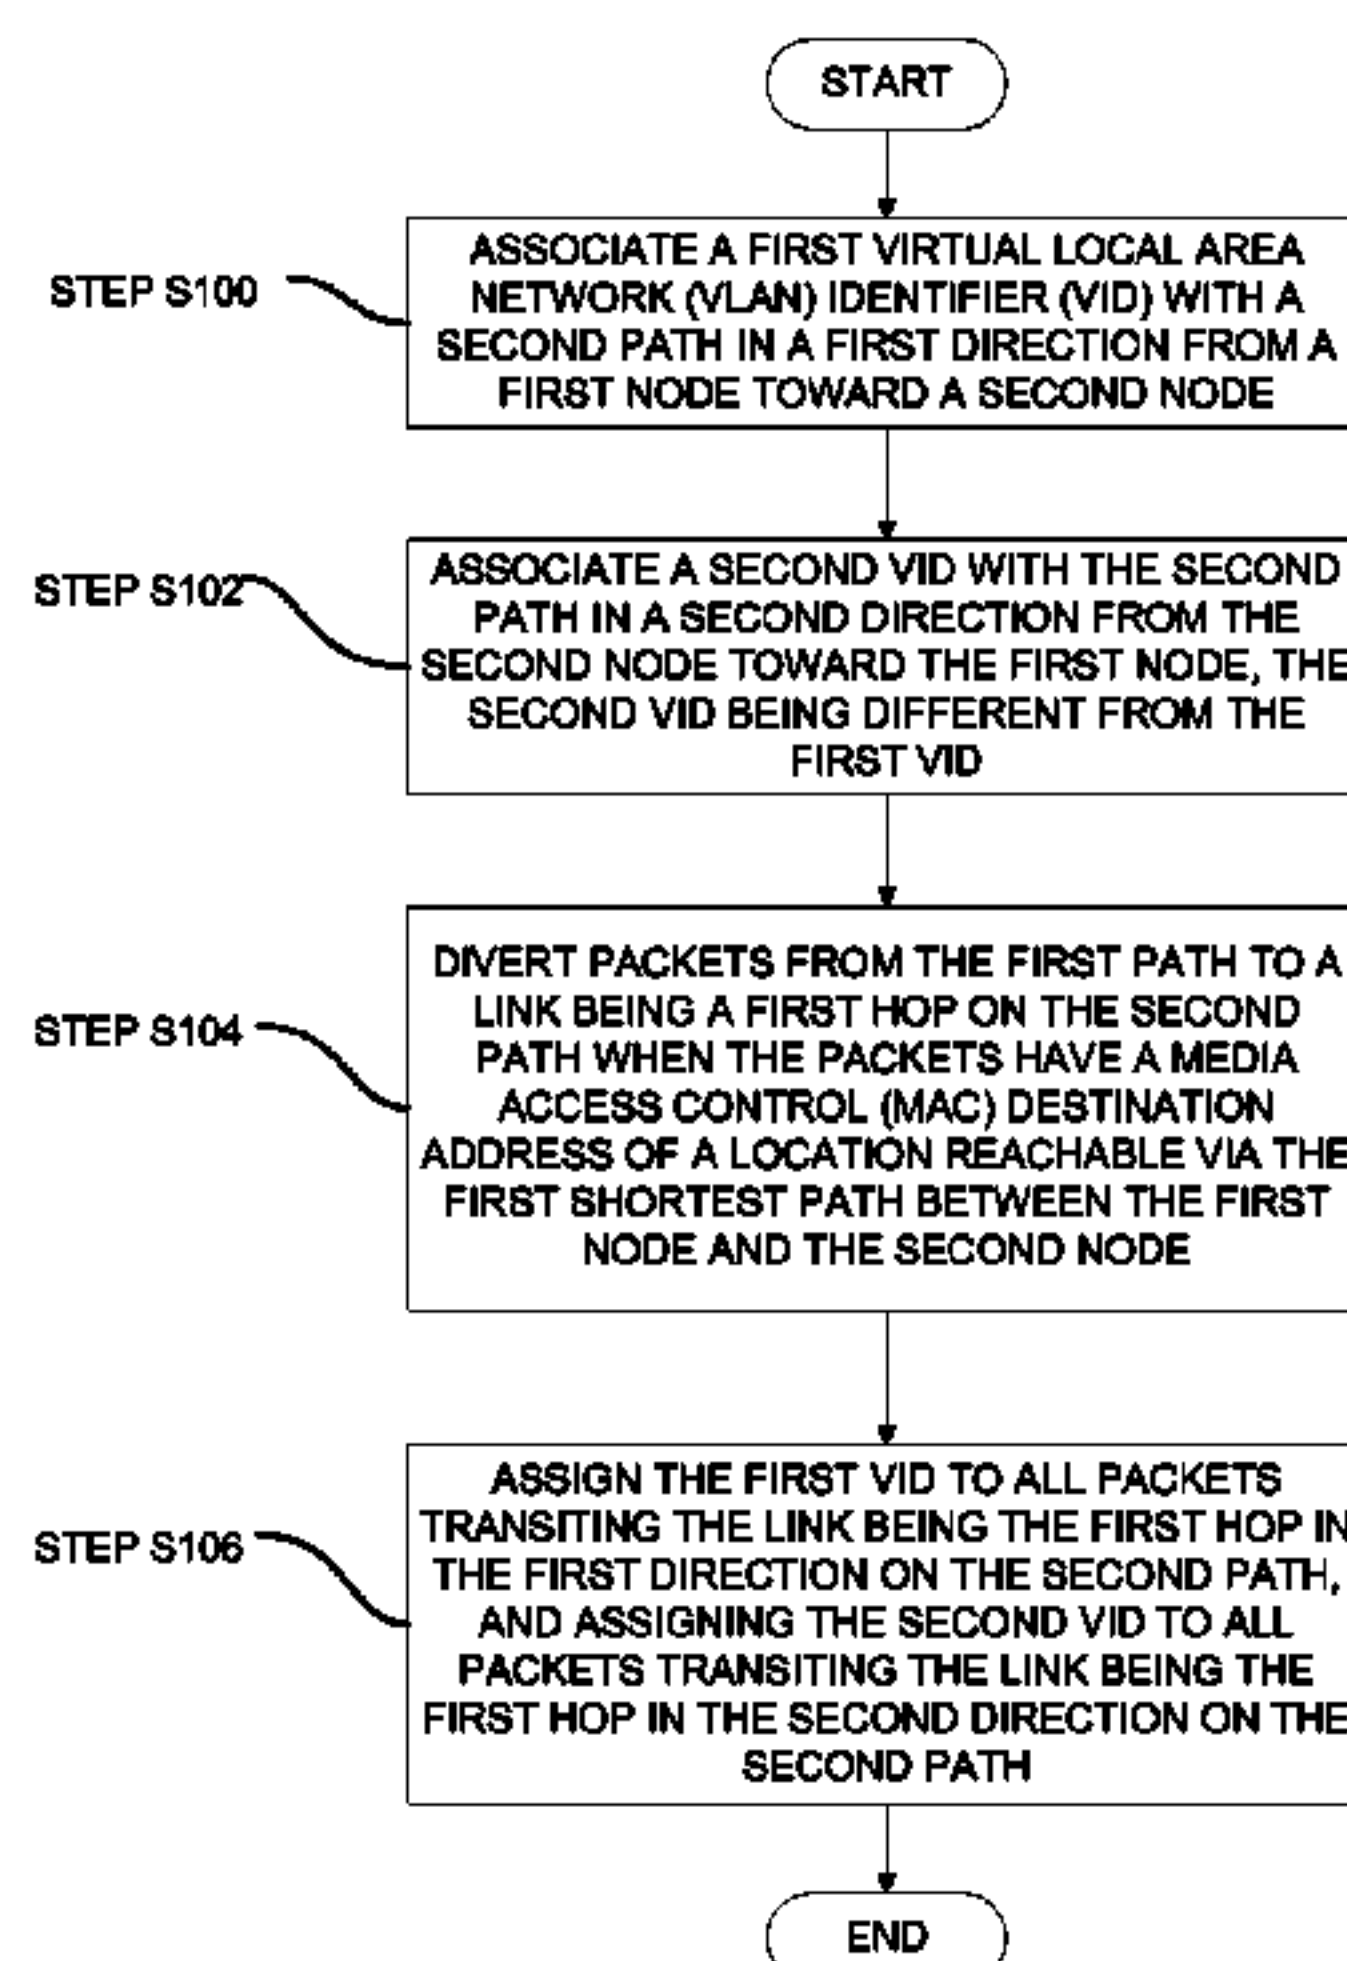 START
STEP S100
ASSOCIATE A FIRST VIRTUAL LOCAL AREA
NETWORK (VLAN) IDENTIFIER (VID) WITH A
SECOND PATH IN A FIRST DIRECTION FROM A
FIRST NODE TOWARD A SECOND NODE
STEP S102
ASSOCIATE A SECOND VID WITH THE SECOND
PATH IN A SECOND DIRECTION FROM THE
SECOND NODE TOWARD THE FIRST NODE, THE
SECOND VID BEING DIFFERENT FROM THE
FIRST VID
STEP S104
DIVERT PACKETS FROM THE FIRST PATH TO A
LINK BEING A FIRST HOP ON THE SECOND
PATH WHEN THE PACKETS HAVE A MEDIA
ACCESS CONTROL (MAC) DESTINATION
ADDRESS OF A LOCATION REACHABLE VIA THE
FIRST SHORTEST PATH BETWEEN THE FIRST
NODE AND THE SECOND NODE
STEP S106
ASSIGN THE FIRST VID TO ALL PACKETS
TRANSITING THE LINK BEING THE FIRST HOP IN
THE FIRST DIRECTION ON THE SECOND PATH,
AND ASSIGNING THE SECOND VID TO ALL
PACKETS TRANSITING THE LINK BEING THE
FIRST HOP IN THE SECOND DIRECTION ON THE
SECOND PATH
END